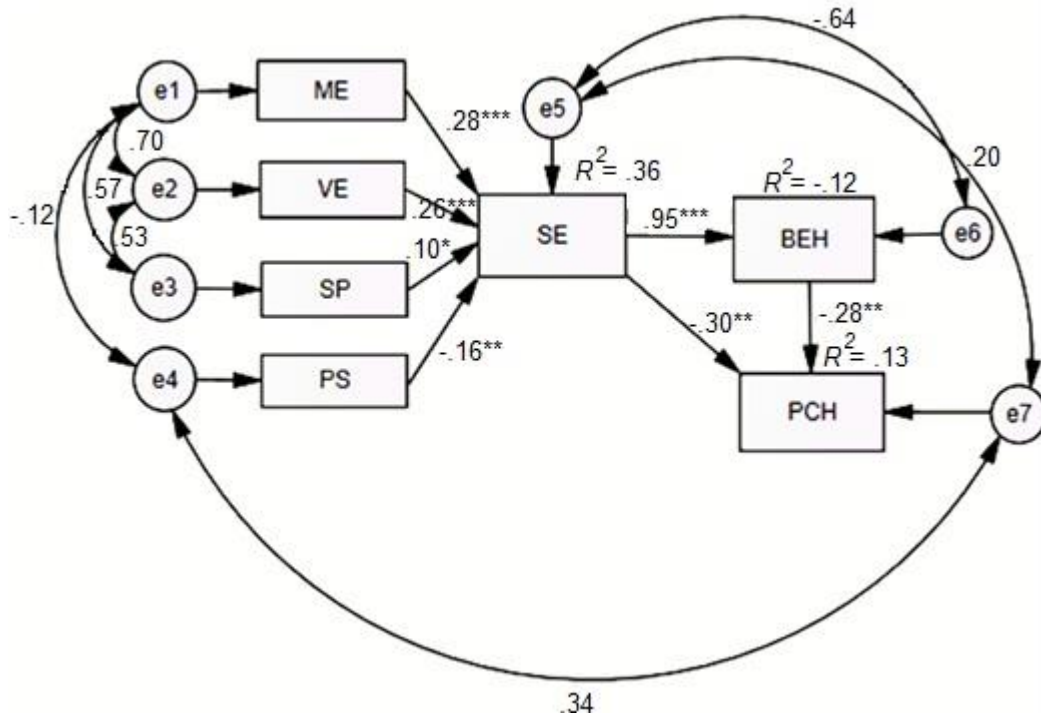 -.64
e1
ME
e5
.28***
.70
.20
R² = .36
e2
VE
R² = -.12
.57
.26***
SE
.95***
BEH
e6
-.12
.53
.10*
e3
SP
-.30**
-.28**
-.16**
R² = .13
e4
PS
PCH
e7
.34